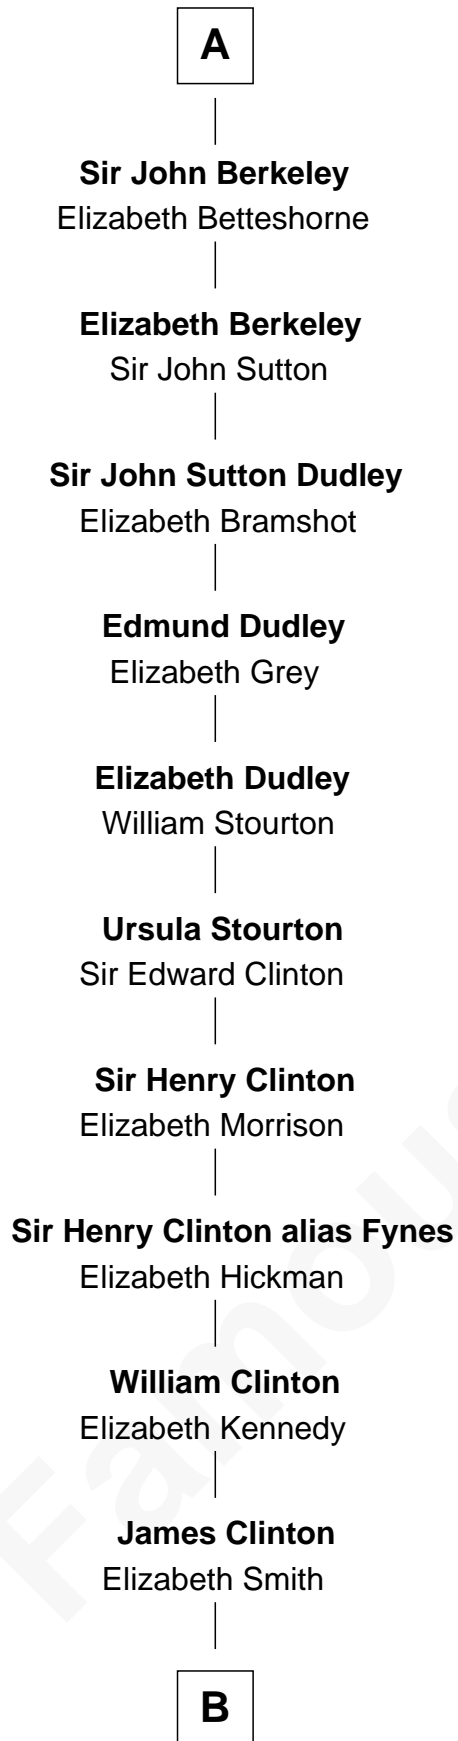 A
Sir John Berkeley
Elizabeth Betteshorne
Elizabeth Berkeley
Sir John Sutton
Sir John Sutton Dudley
Elizabeth Bramshot
Edmund Dudley
Elizabeth Grey
Elizabeth Dudley
William Stourton
Ursula Stourton
Sir Edward Clinton
Sir Henry Clinton
Elizabeth Morrison
Sir Henry Clinton alias Fynes
Elizabeth Hickman
William Clinton
Elizabeth Kennedy
James Clinton
Elizabeth Smith
B
Famous